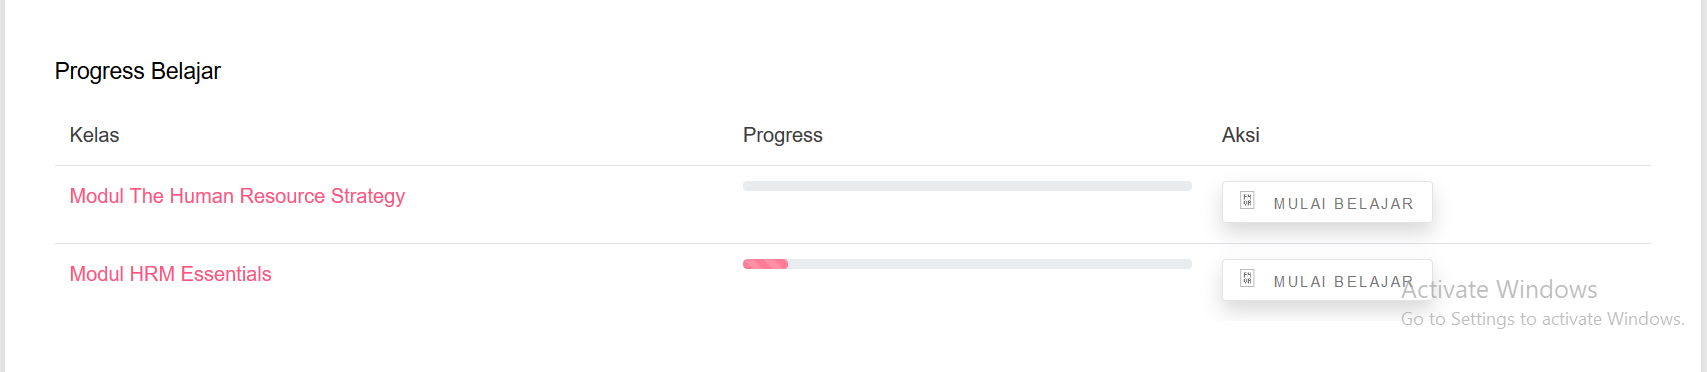 Progress Belajar
Kelas Progress Aksi
Modul The Human Resource Strategy MULAI BELAJAR
Modul HRM Essentials MULAI BELAJAR
Activate Windows
Go to Settings to activate Windows.